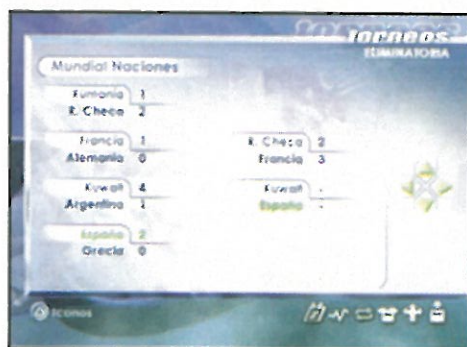 Torneos
ELIMINATORIA
Mundial Naciones
Rumania 1
R. Checa 2
Francia 1
Alemania 0
Kuwait 4
Argentina 1
España 2
Grecia 0
R. Checa 2
Francia 3
Kuwait -
España -
Iconos